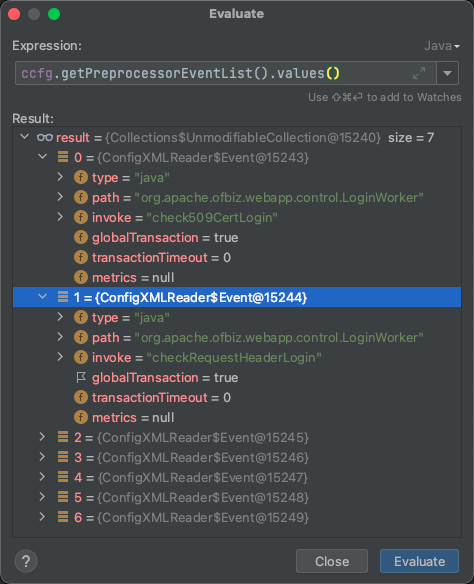 Evaluate
Expression: Java
ccfg.getPreprocessorEventList().values()
Use ⇧⌘⏎ to add to Watches
Result:
result = {Collections$UnmodifiableCollection@15240} size = 7
0 = {ConfigXMLReader$Event@15243}
f type = "java"
f path = "org.apache.ofbiz.webapp.control.LoginWorker"
f invoke = "check509CertLogin"
f globalTransaction = true
f transactionTimeout = 0
f metrics = null
1 = {ConfigXMLReader$Event@15244}
f type = "java"
f path = "org.apache.ofbiz.webapp.control.LoginWorker"
f invoke = "checkRequestHeaderLogin"
globalTransaction = true
f transactionTimeout = 0
f metrics = null
2 = {ConfigXMLReader$Event@15245}
3 = {ConfigXMLReader$Event@15246}
4 = {ConfigXMLReader$Event@15247}
5 = {ConfigXMLReader$Event@15248}
6 = {ConfigXMLReader$Event@15249}
? Close Evaluate